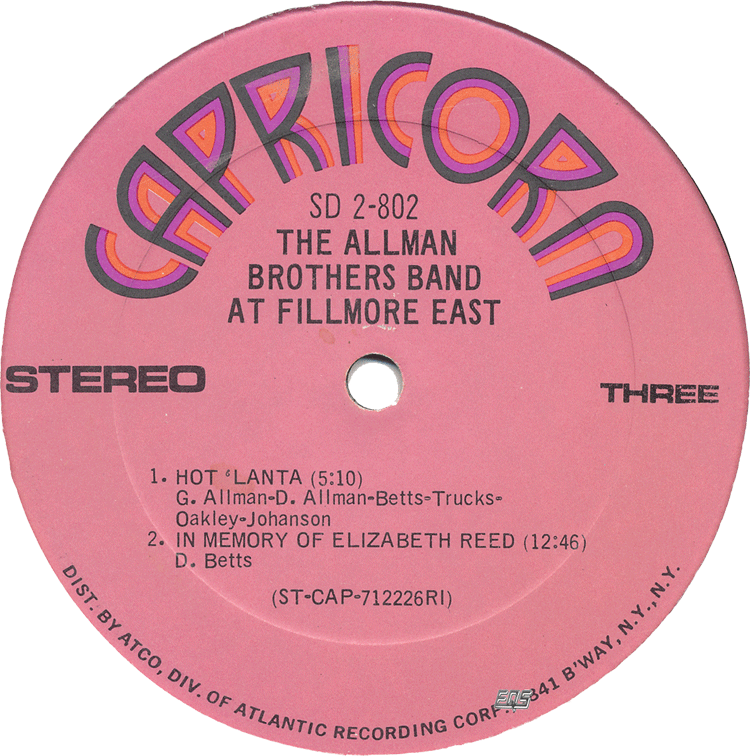 CAPRICORN
SD 2-802
THE ALLMAN
BROTHERS BAND
AT FILLMORE EAST
STEREO
THREE
1. HOT 'LANTA (5:10)
G. Allman-D. Allman-Betts-Trucks-
Oakley-Johanson
2. IN MEMORY OF ELIZABETH REED (12:46)
D. Betts
(ST-CAP-712226RI)
DIST. BY ATCO, DIV. OF ATLANTIC RECORDING CORP., 1841 B'WAY, N.Y., N.Y.